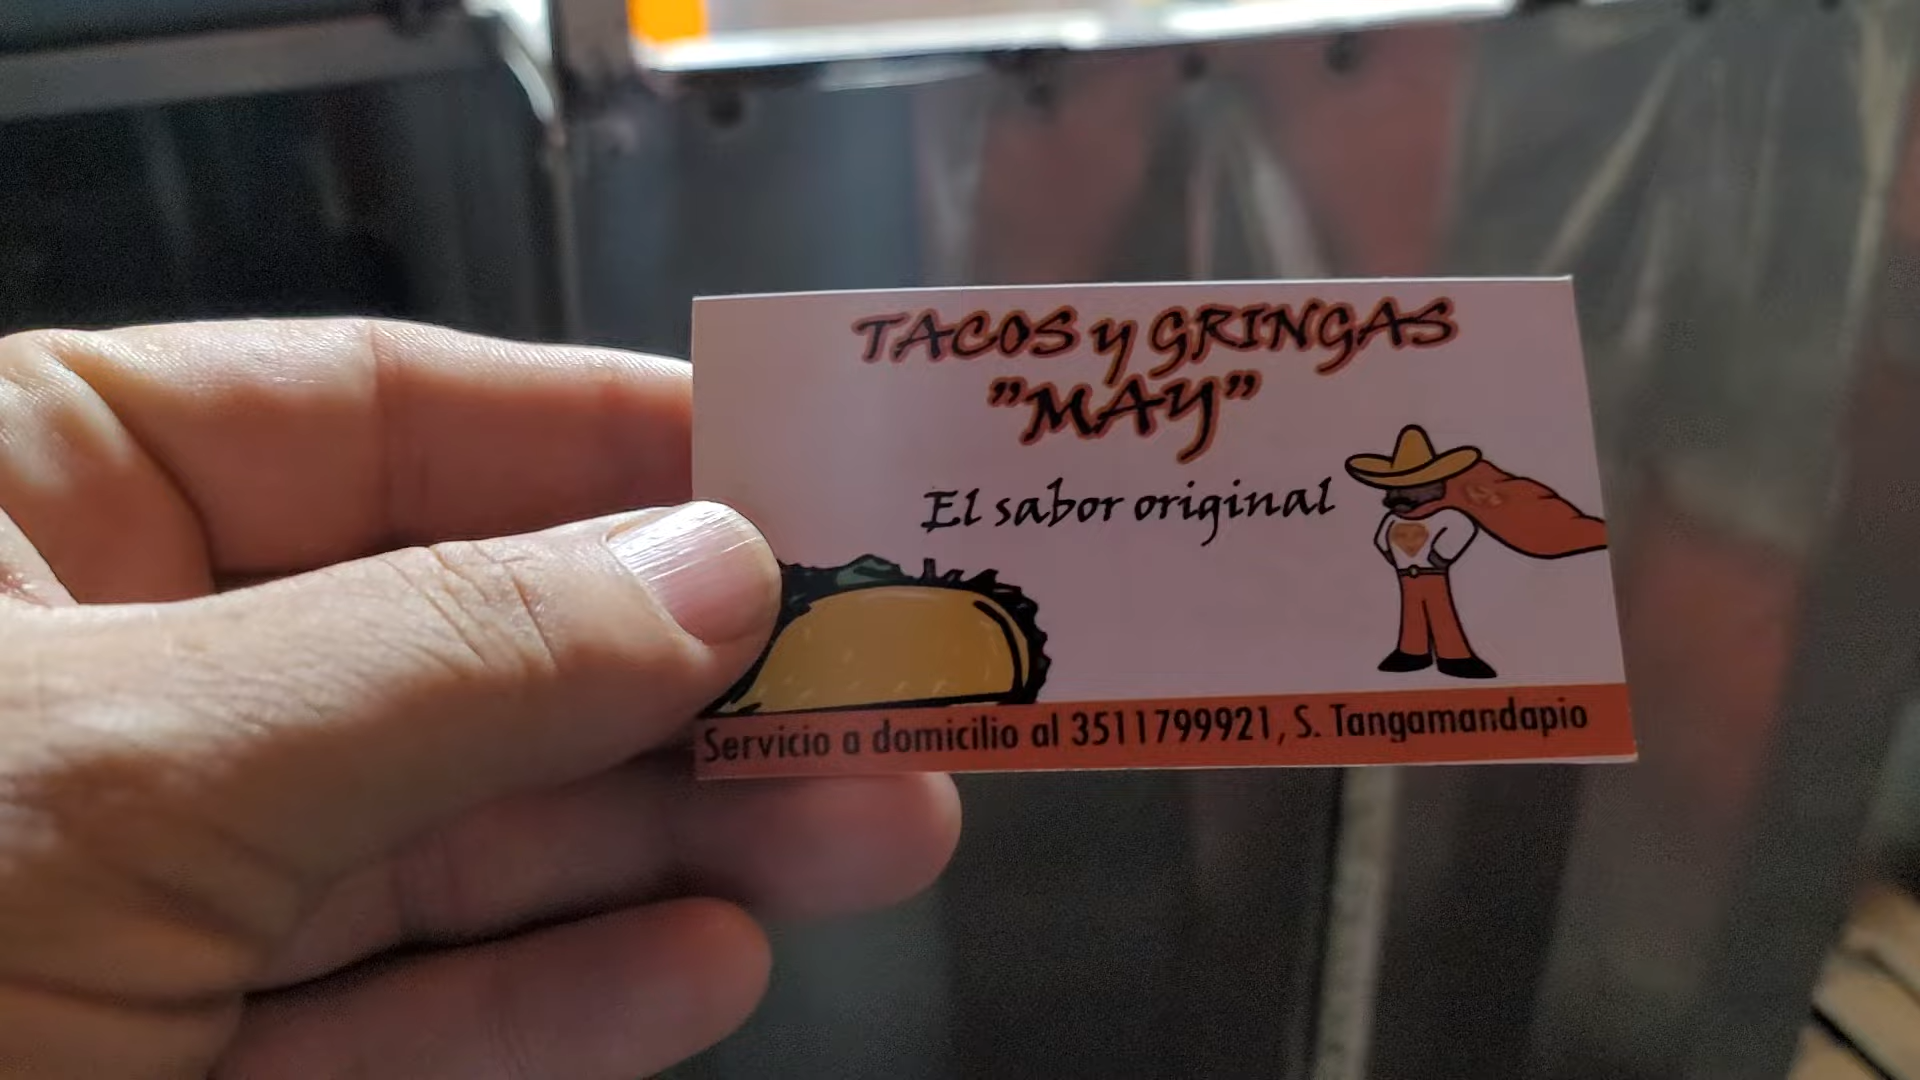 TACOS y GRINGAS
"MAY"
El sabor original
Servicio a domicilio al 3511799921, S. Tangamandapio